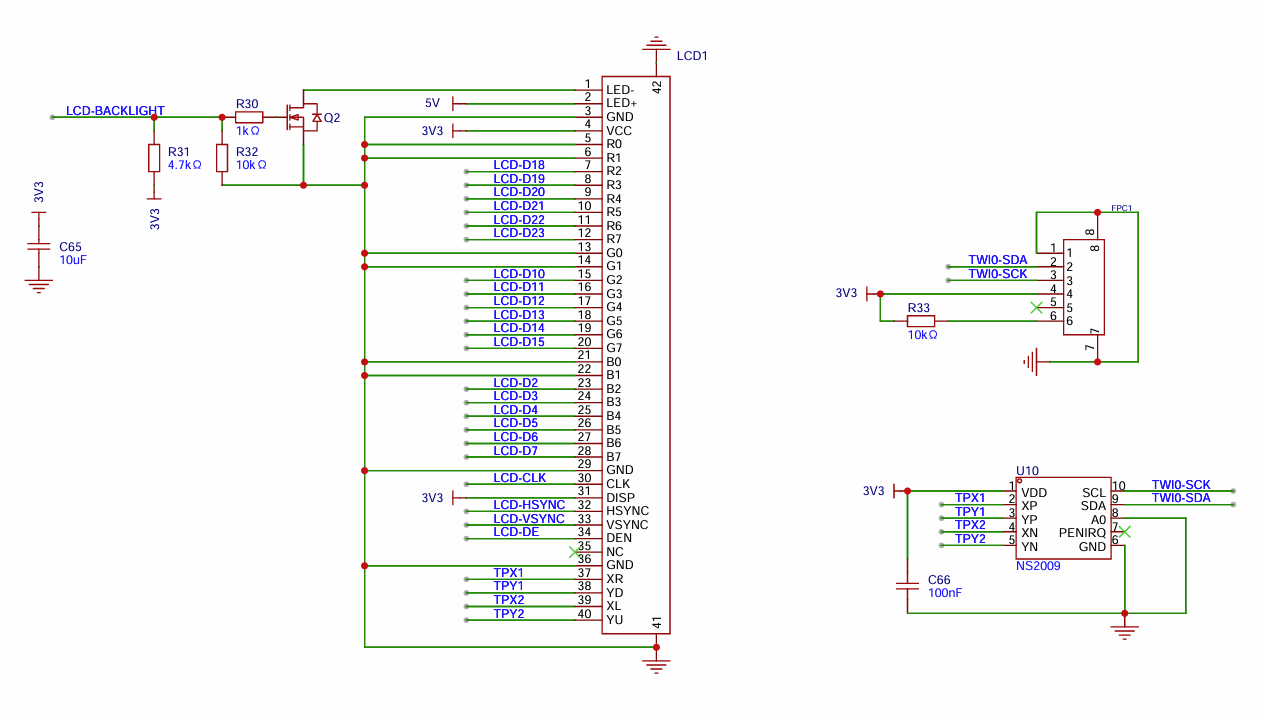 LCD-BACKLIGHT
R30
1kΩ
Q2
R31
4.7kΩ
R32
10kΩ
3V3
3V3
C65
10uF
LCD1
42
1 LED-
5V 2 LED+
3 GND
3V3 4 VCC
5 R0
6 R1
LCD-D18 7 R2
LCD-D19 8 R3
LCD-D20 9 R4
LCD-D21 10 R5
LCD-D22 11 R6
LCD-D23 12 R7
13 G0
14 G1
LCD-D10 15 G2
LCD-D11 16 G3
LCD-D12 17 G4
LCD-D13 18 G5
LCD-D14 19 G6
LCD-D15 20 G7
21 B0
22 B1
LCD-D2 23 B2
LCD-D3 24 B3
LCD-D4 25 B4
LCD-D5 26 B5
LCD-D6 27 B6
LCD-D7 28 B7
29 GND
LCD-CLK 30 CLK
3V3 31 DISP
LCD-HSYNC 32 HSYNC
LCD-VSYNC 33 VSYNC
LCD-DE 34 DEN
35 NC
36 GND
TPX1 37 XR
TPY1 38 YD
TPX2 39 XL
TPY2 40 YU
41
FPC1
8
8
1 1
TWI0-SDA 2 2
TWI0-SCK 3 3
3V3 4 4
5 5
6 6
R33
10kΩ
7
7
U10
3V3 1 VDD SCL 10 TWI0-SCK
TPX1 2 XP SDA 9 TWI0-SDA
TPY1 3 YP A0 8
TPX2 4 XN PENIRQ 7
TPY2 5 YN GND 6
NS2009
C66
100nF